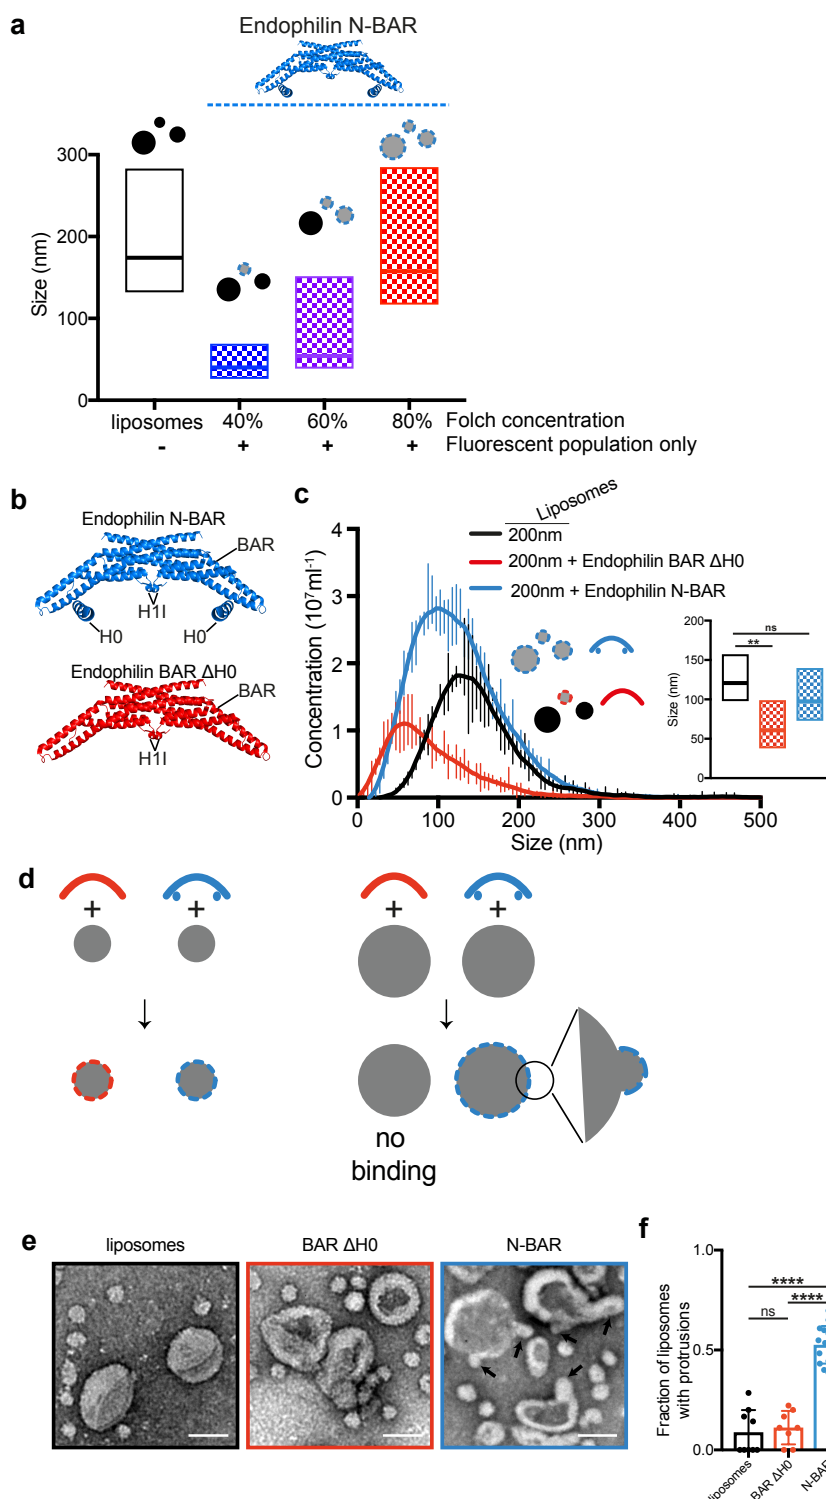 a
Endophilin N-BAR
300
200
100
0
Size (nm)
liposomes 40% 60% 80% Folch concentration
- + + + Fluorescent population only
b
Endophilin N-BAR
BAR
H1I
H0 H0
Endophilin BAR ΔH0
BAR
H1I
c
Liposomes
200nm
200nm + Endophilin BAR ΔH0
200nm + Endophilin N-BAR
4
3
2
1
0
Concentration (10⁷ml⁻¹)
0 100 200 300 400 500
Size (nm)
200
150
100
50
0
Size (nm)
ns
**
d
+ + + +
no
binding
e
liposomes BAR ΔH0 N-BAR
f
1.0
0.5
0.0
Fraction of liposomes
with protrusions
****
****
ns
liposomes
BAR ΔH0
N-BAR